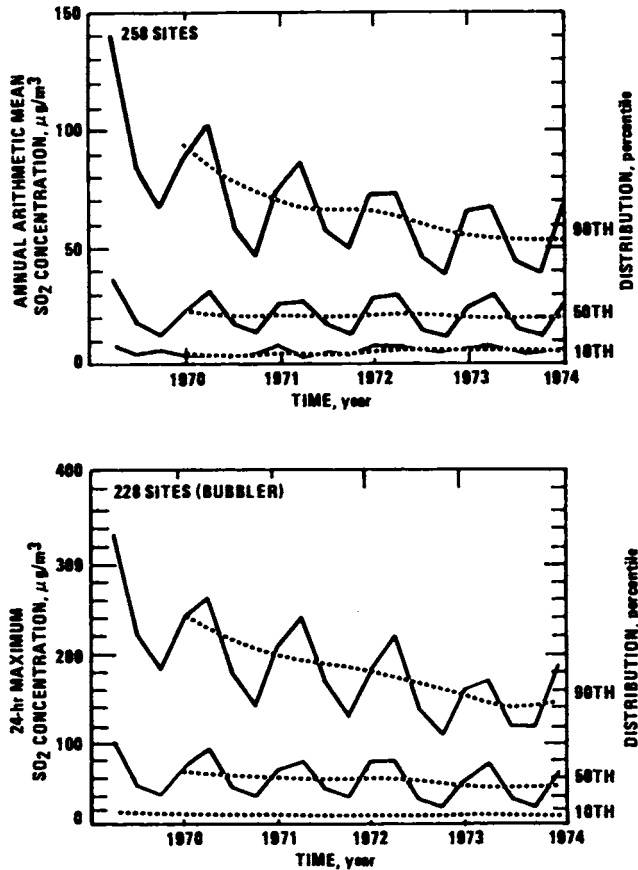 258 SITES
ANNUAL ARITHMETIC MEAN
SO2 CONCENTRATION, µg/m3
150
100
50
0
90TH
50TH
10TH
DISTRIBUTION, percentile
1970 1971 1972 1973 1974
TIME, year
228 SITES (BUBBLER)
24-hr MAXIMUM
SO2 CONCENTRATION, µg/m3
400
300
200
100
0
90TH
50TH
10TH
DISTRIBUTION, percentile
1970 1971 1972 1973 1974
TIME, year